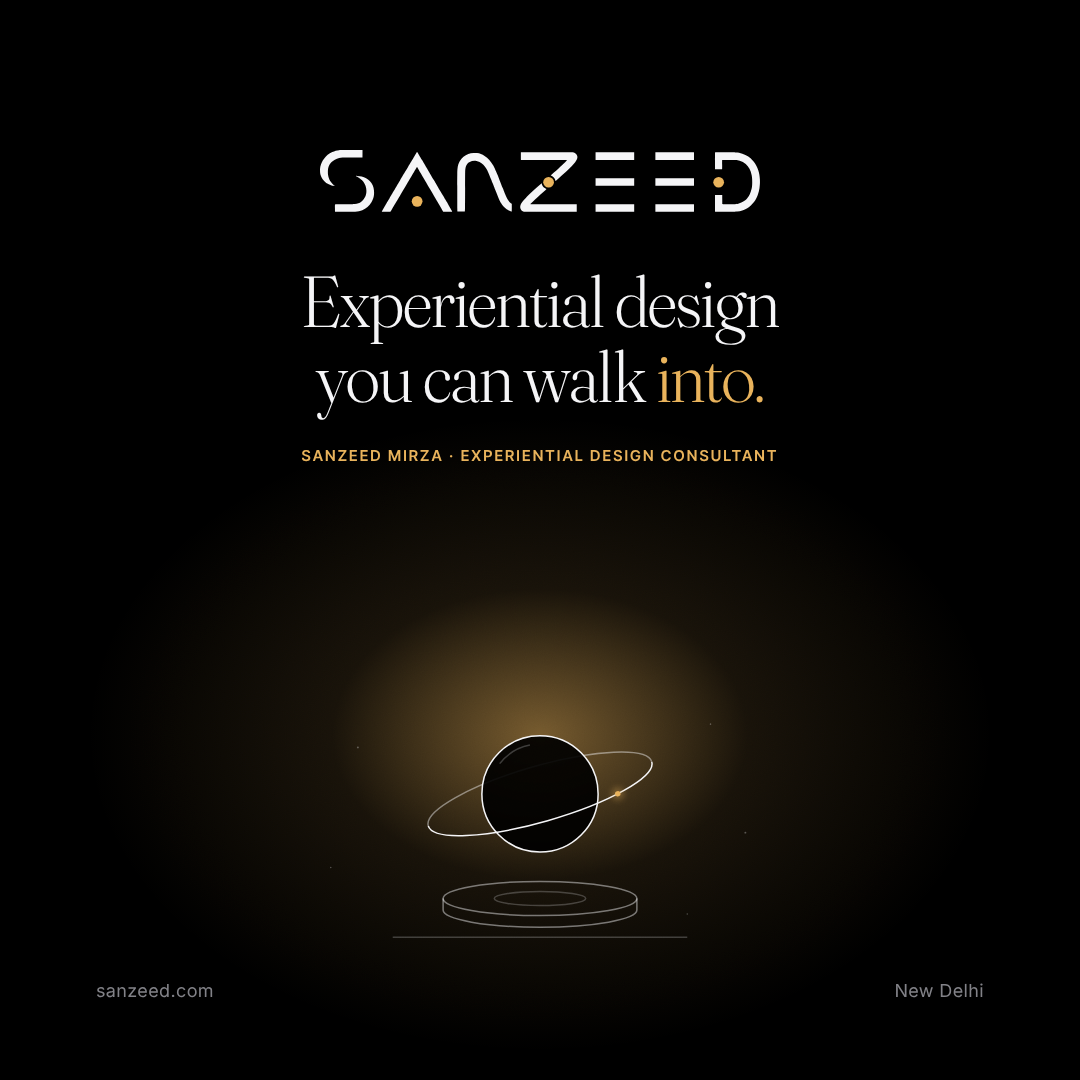 SANZEED
Experiential design
you can walk into.
SANZEED MIRZA · EXPERIENTIAL DESIGN CONSULTANT
sanzeed.com
New Delhi